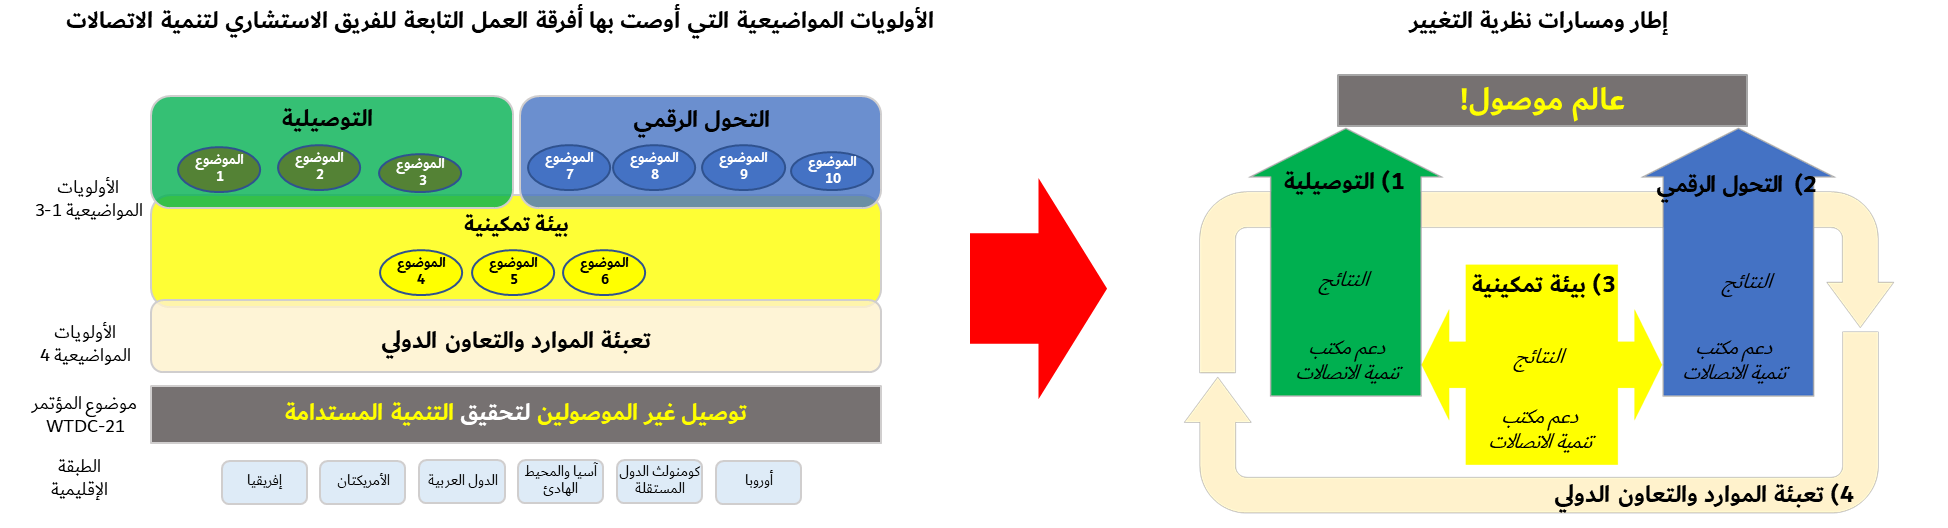 إطار ومسارات نظرية التغيير
عالم موصول!
1) التوصيلية
النتائج
دعم مكتب
تنمية الاتصالات
2) التحول الرقمي
النتائج
دعم مكتب
تنمية الاتصالات
3) بيئة تمكينية
النتائج
دعم مكتب
تنمية الاتصالات
4) تعبئة الموارد والتعاون الدولي
الأولويات المواضيعية التي أوصت بها أفرقة العمل التابعة للفريق الاستشاري لتنمية الاتصالات
الأولويات
المواضيعية 1-3
التوصيلية
الموضوع
1
الموضوع
2
الموضوع
3
التحول الرقمي
الموضوع
7
الموضوع
8
الموضوع
9
الموضوع
10
بيئة تمكينية
الموضوع
4
الموضوع
5
الموضوع
6
الأولويات
المواضيعية 4
تعبئة الموارد والتعاون الدولي
موضوع المؤتمر
WTDC-21
توصيل غير الموصولين لتحقيق التنمية المستدامة
الطبقة
الإقليمية
إفريقيا
الأمريكتان
الدول العربية
آسيا والمحيط
الهادئ
كومنولث الدول
المستقلة
أوروبا